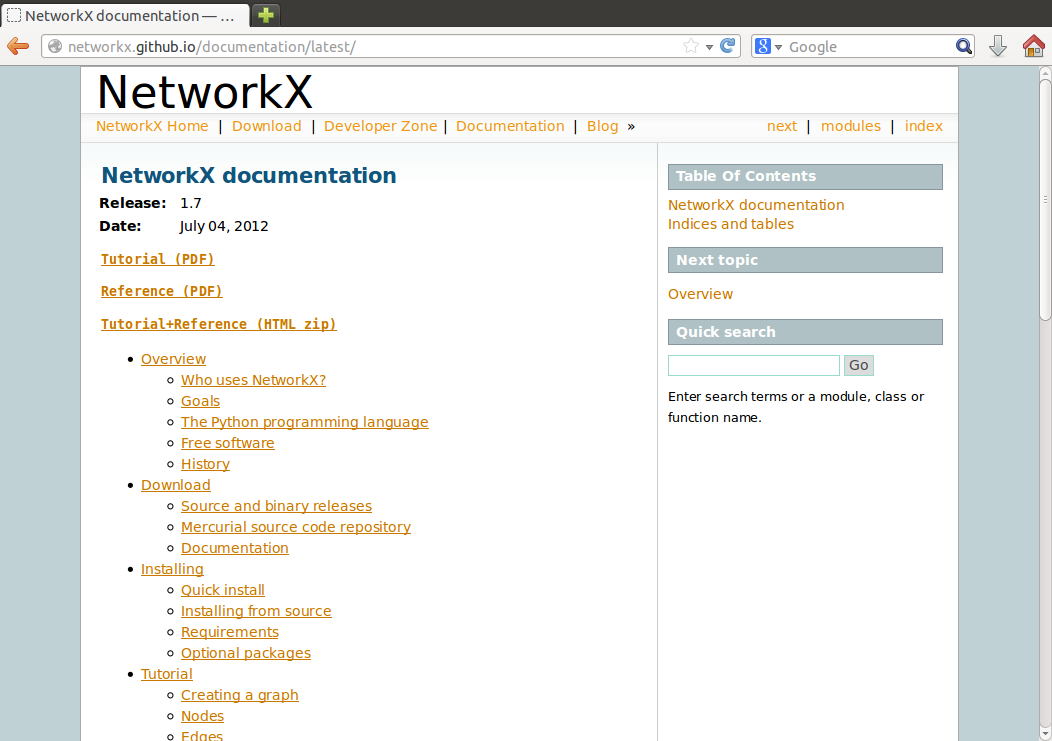 NetworkX documentation — ...
networkx.github.io/documentation/latest/
Google
NetworkX
NetworkX Home | Download | Developer Zone | Documentation | Blog » next | modules | index
NetworkX documentation
Release: 1.7
Date: July 04, 2012
Tutorial (PDF)
Reference (PDF)
Tutorial+Reference (HTML zip)
Overview
Who uses NetworkX?
Goals
The Python programming language
Free software
History
Download
Source and binary releases
Mercurial source code repository
Documentation
Installing
Quick install
Installing from source
Requirements
Optional packages
Tutorial
Creating a graph
Nodes
Edges
Table Of Contents
NetworkX documentation
Indices and tables
Next topic
Overview
Quick search
Go
Enter search terms or a module, class or
function name.